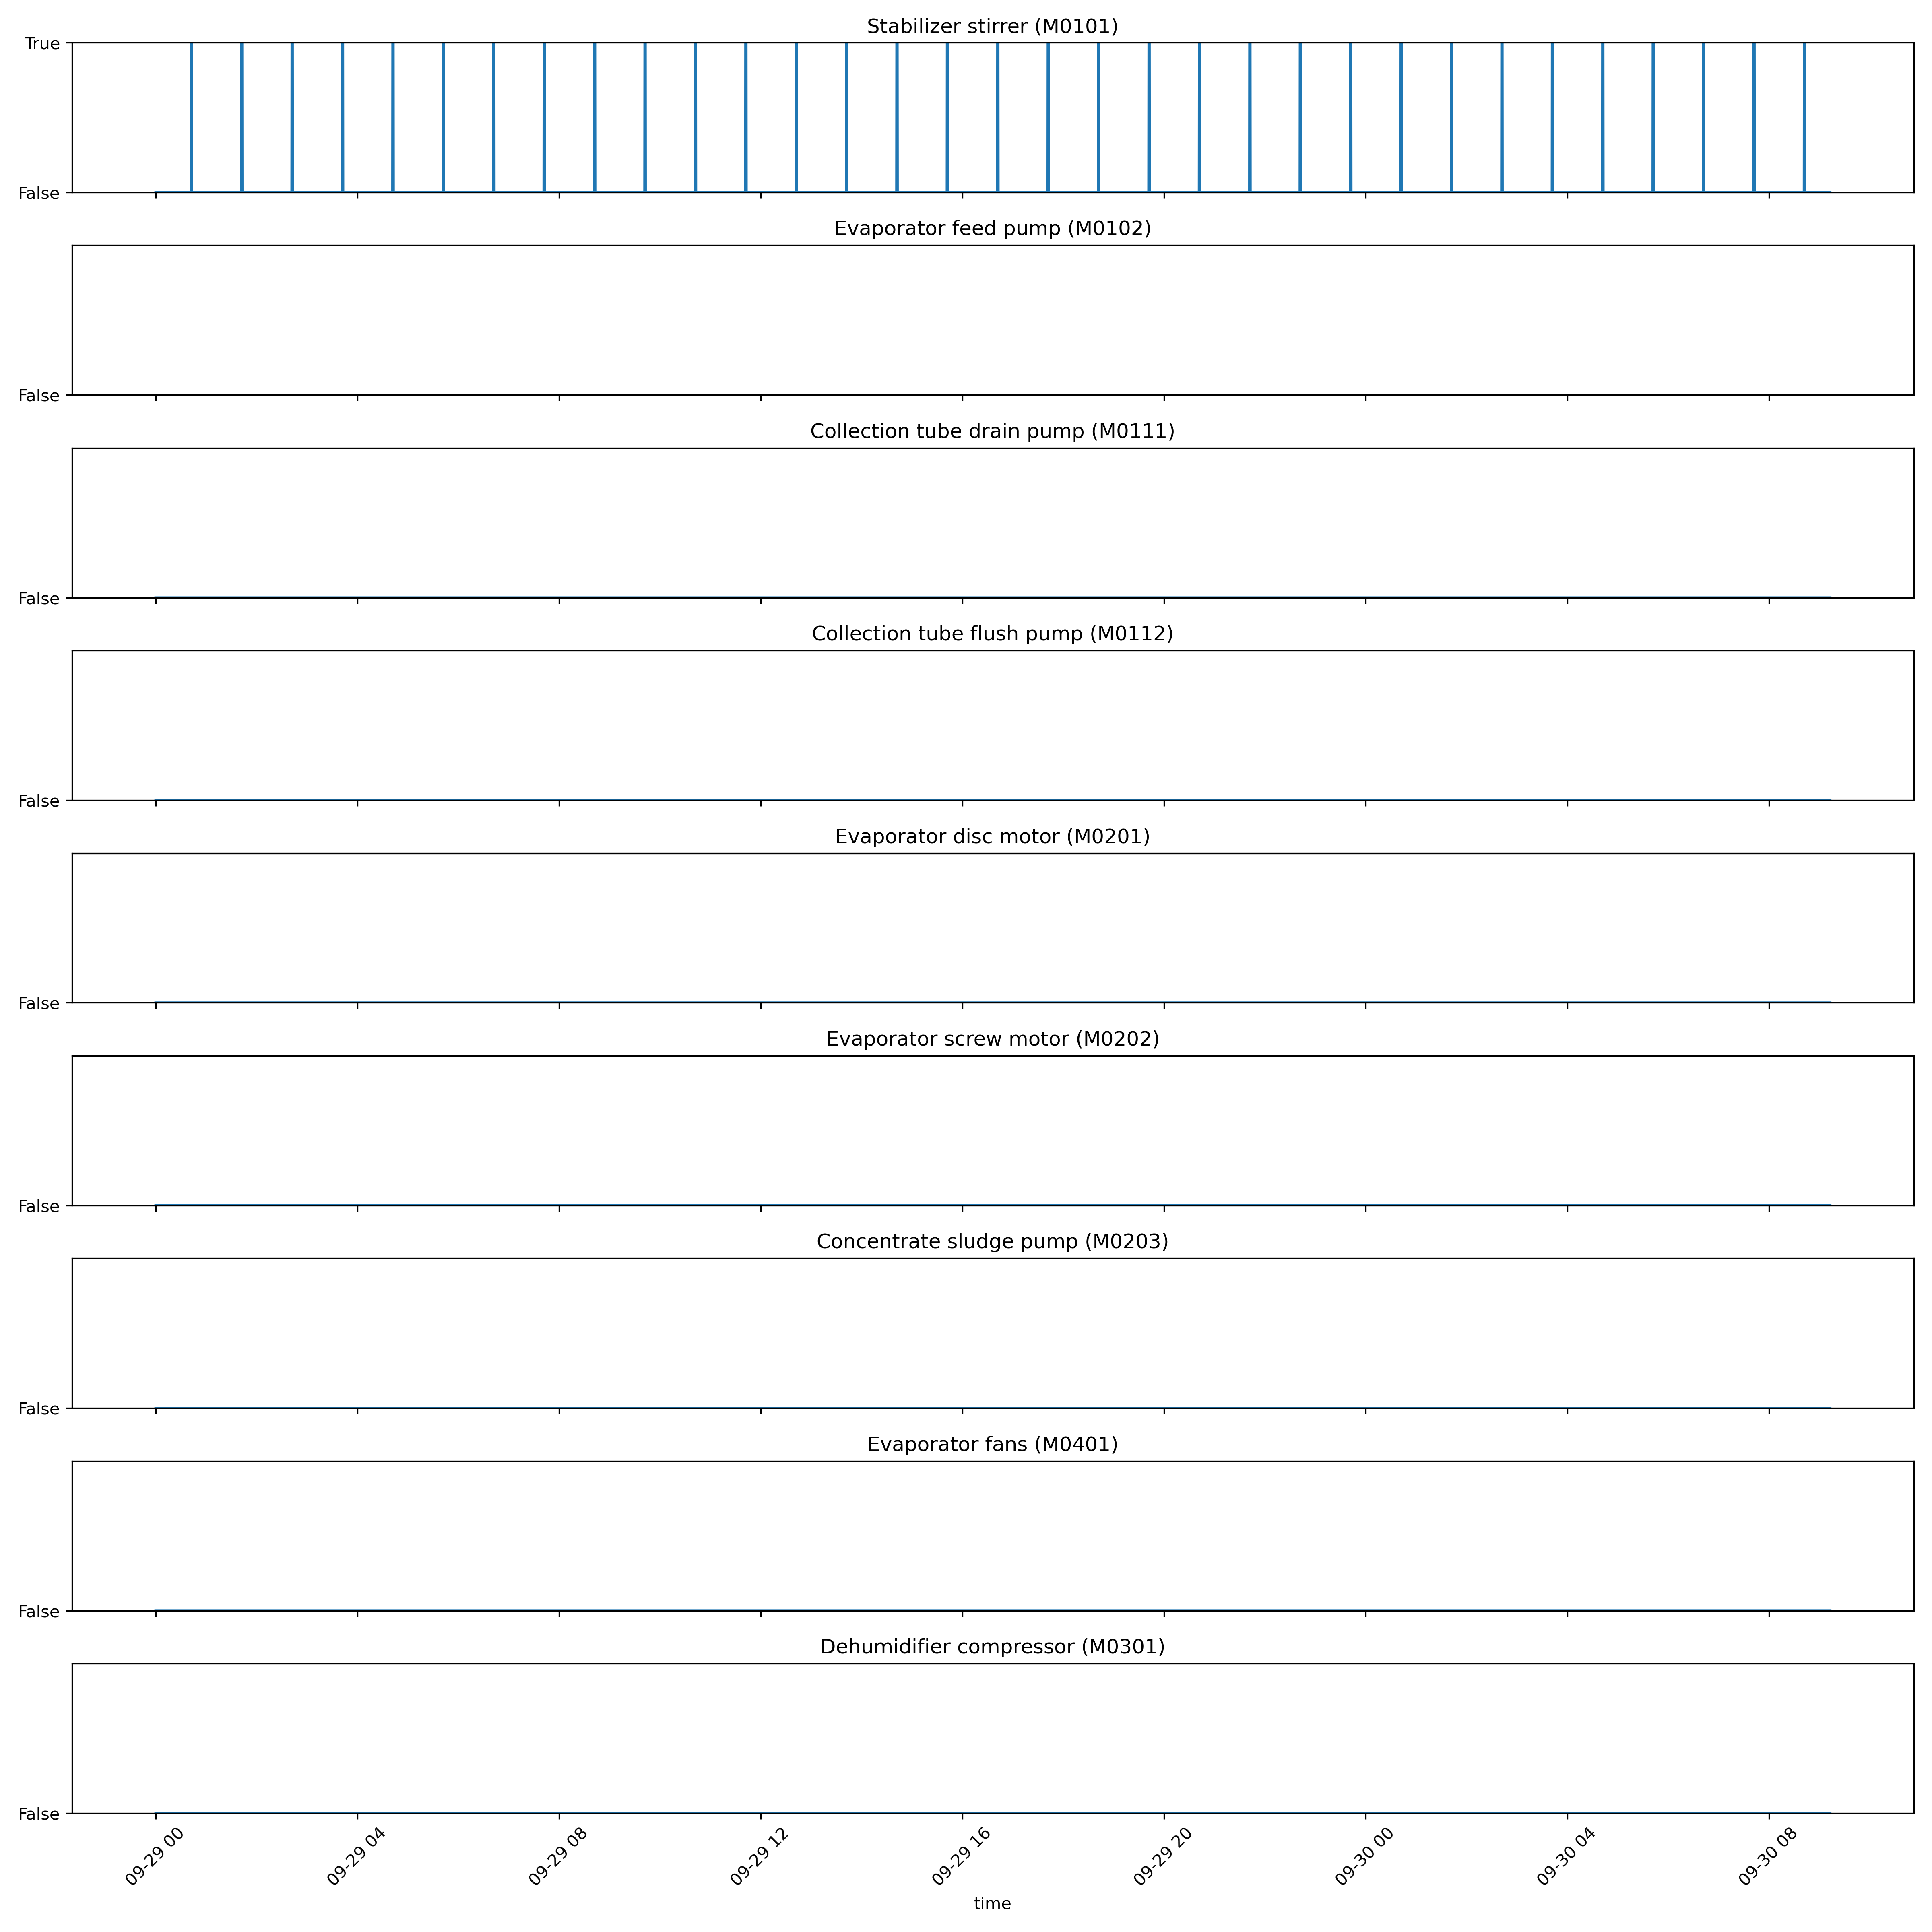 Stabilizer stirrer (M0101)
True
False
Evaporator feed pump (M0102)
False
Collection tube drain pump (M0111)
False
Collection tube flush pump (M0112)
False
Evaporator disc motor (M0201)
False
Evaporator screw motor (M0202)
False
Concentrate sludge pump (M0203)
False
Evaporator fans (M0401)
False
Dehumidifier compressor (M0301)
False
09-29 00 09-29 04 09-29 08 09-29 12 09-29 16 09-29 20 09-30 00 09-30 04 09-30 08
time